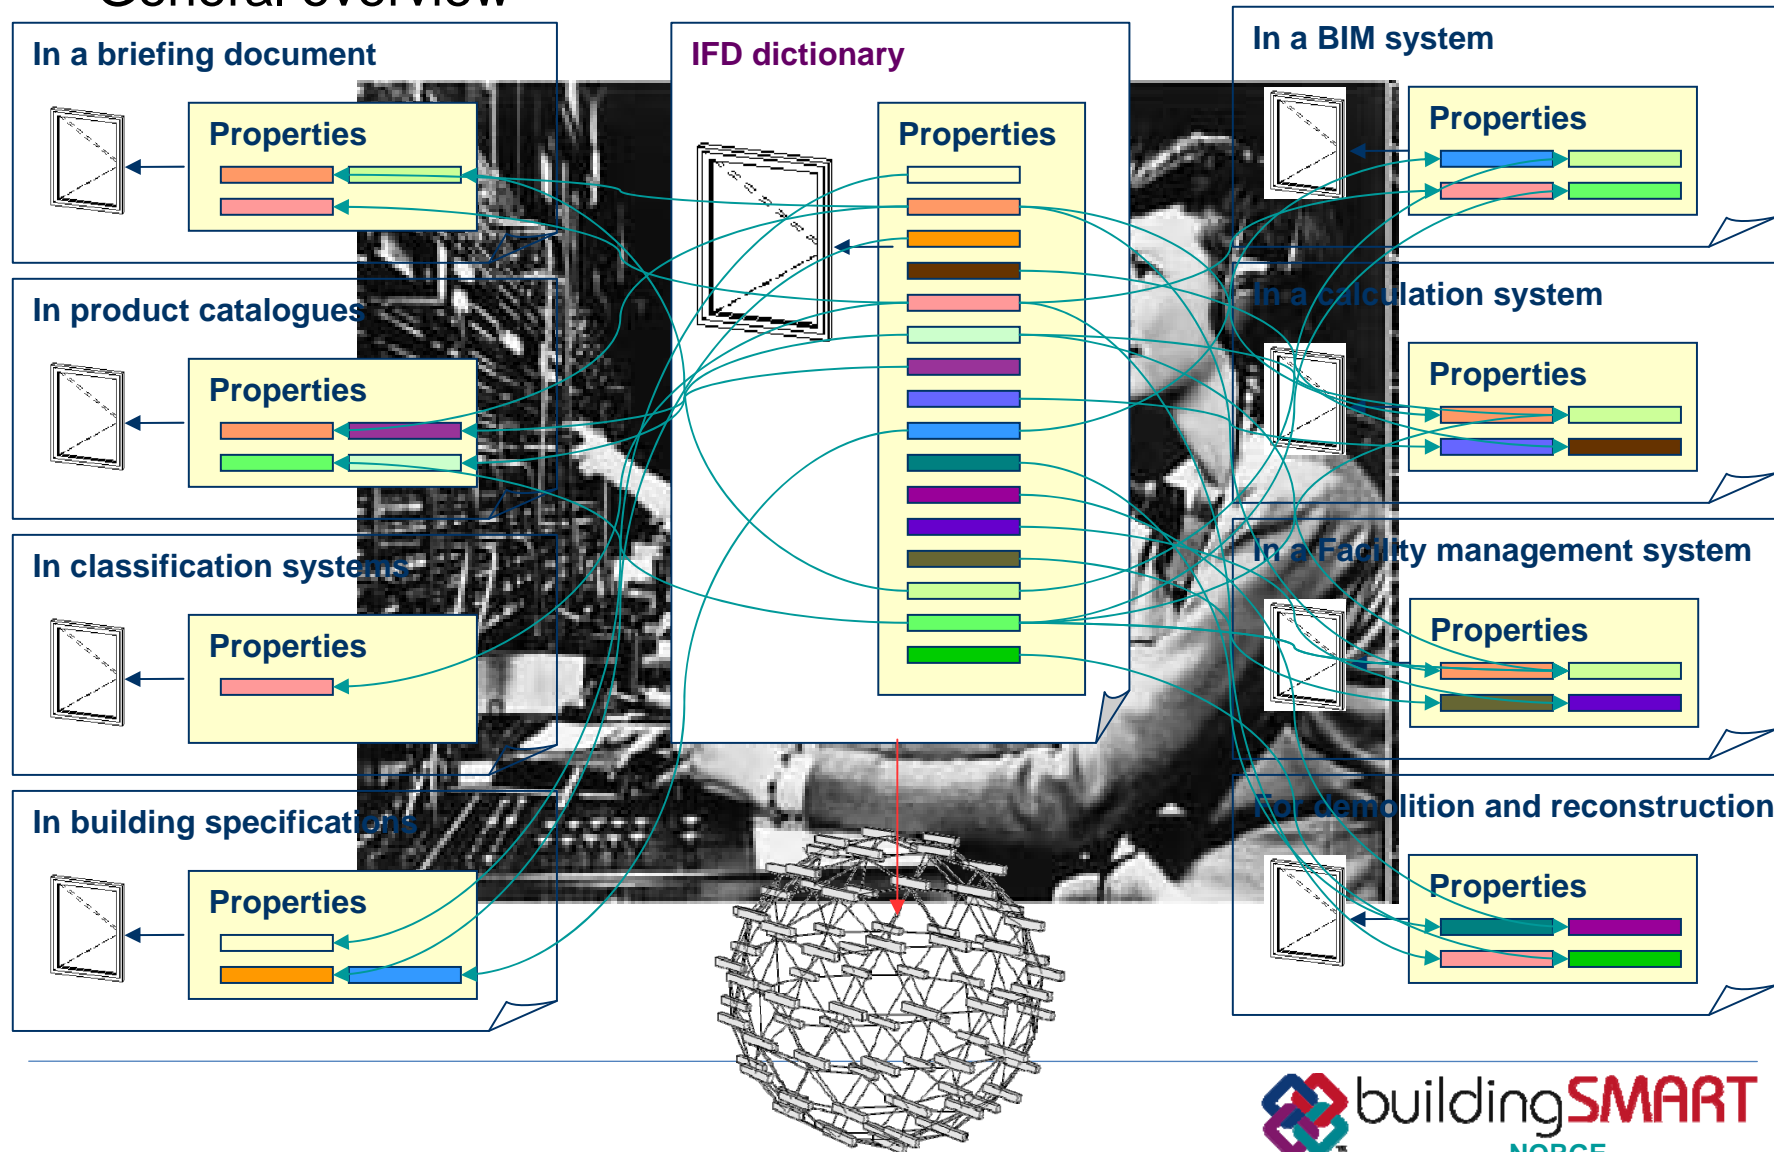 General overview
In a briefing document
Properties
In product catalogues
Properties
In classification systems
Properties
In building specifications
Properties
IFD dictionary
Properties
In a BIM system
Properties
In a calculation system
Properties
In a Facility management system
Properties
For demolition and reconstruction
Properties
buildingSMART
NORGE